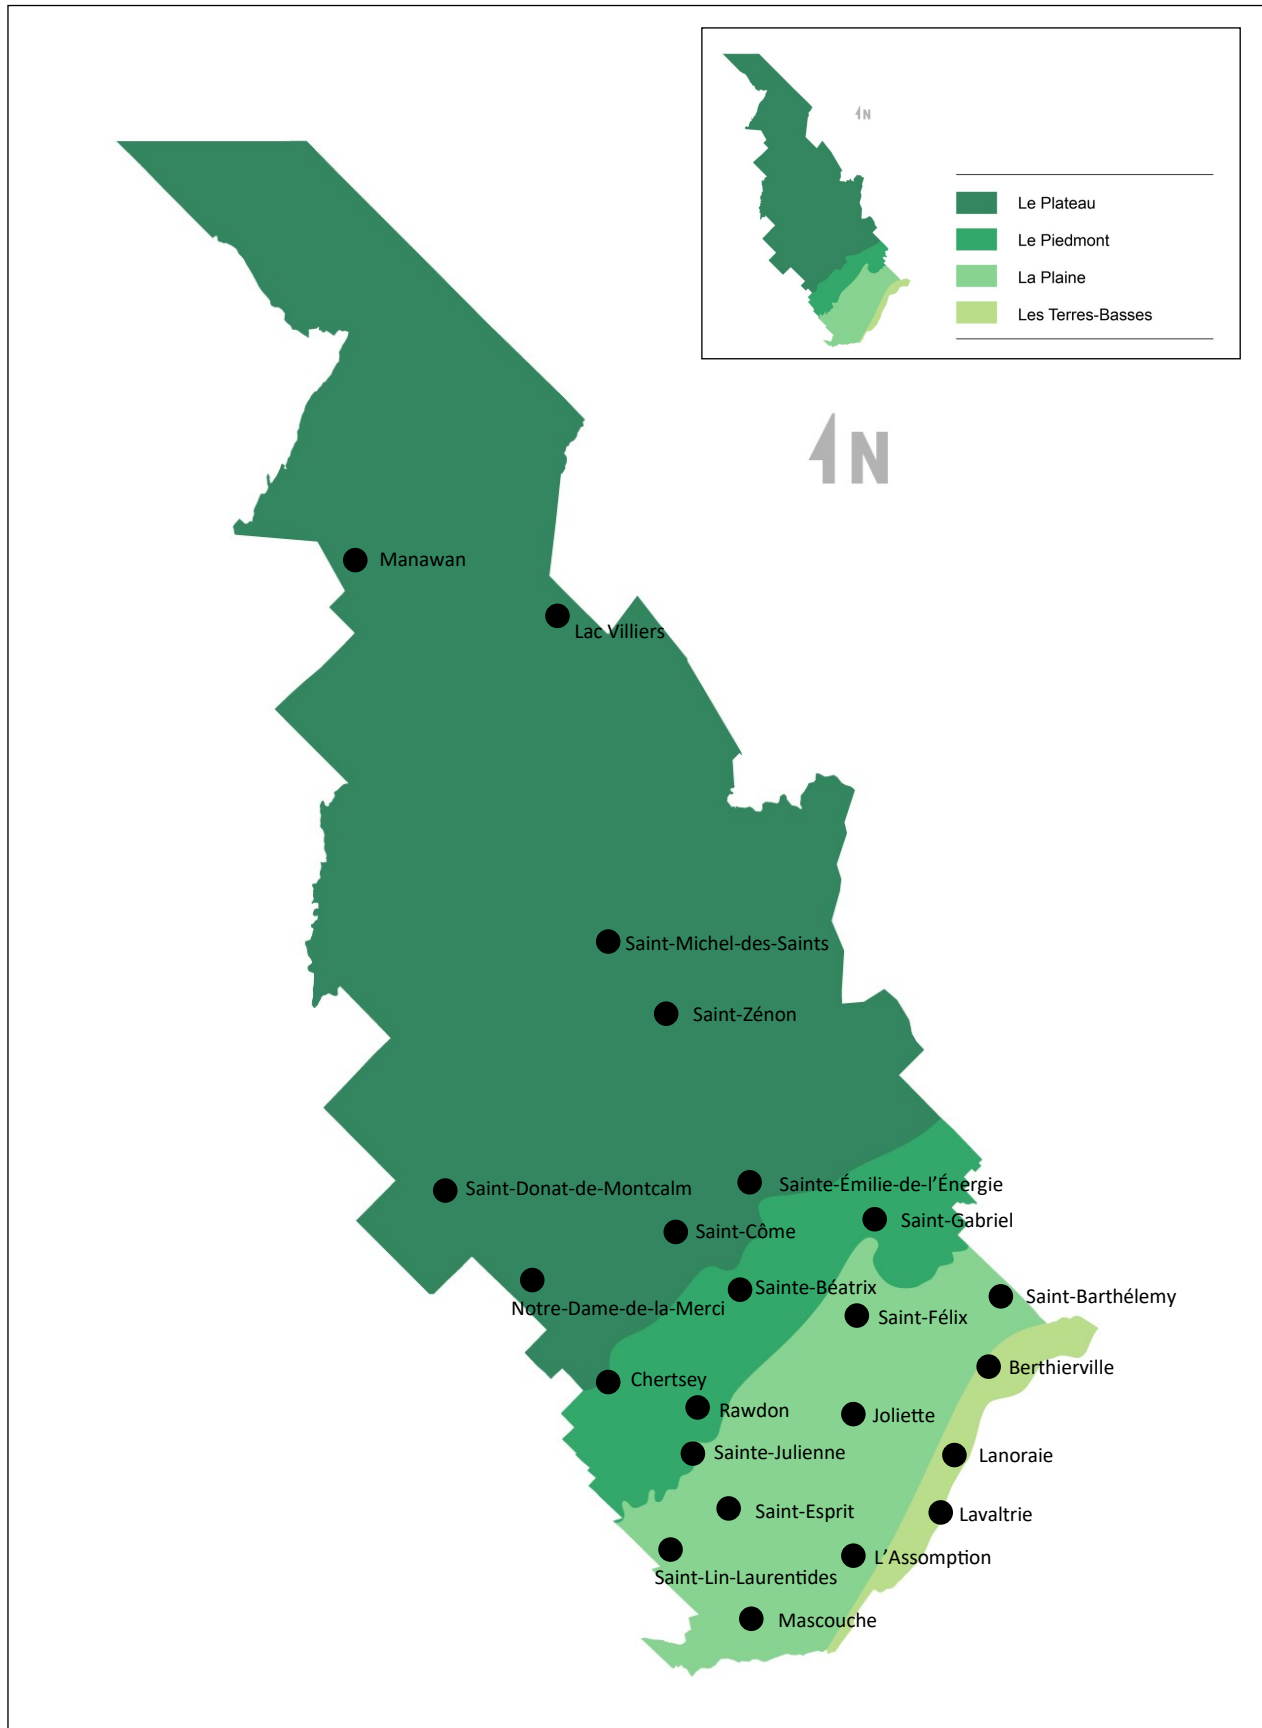 N
Le Plateau
Le Piedmont
La Plaine
Les Terres-Basses
N
Manawan
Lac Villiers
Saint-Michel-des-Saints
Saint-Zénon
Saint-Donat-de-Montcalm
Sainte-Émilie-de-l'Énergie
Saint-Gabriel
Saint-Côme
Sainte-Béatrix
Saint-Barthélemy
Notre-Dame-de-la-Merci
Saint-Félix
Berthierville
Chertsey
Rawdon
Joliette
Sainte-Julienne
Lanoraie
Saint-Esprit
Lavaltrie
L'Assomption
Saint-Lin-Laurentides
Mascouche